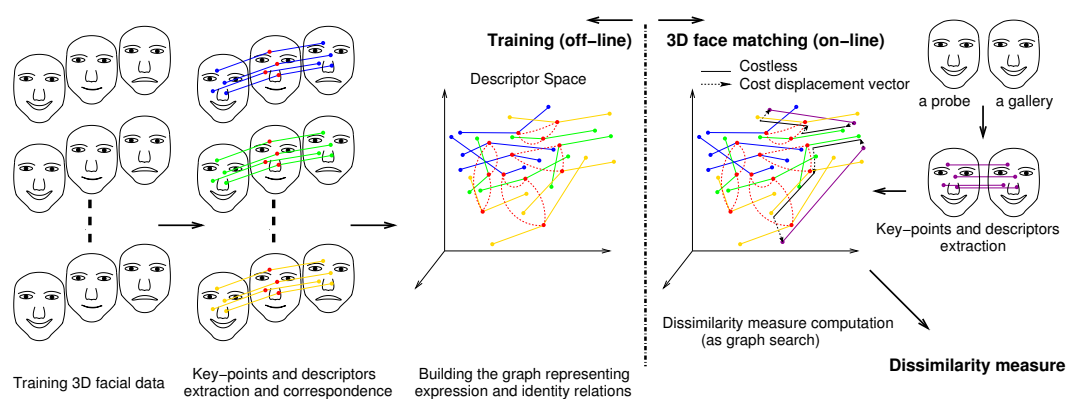 Training (off−line)
3D face matching (on−line)
Descriptor Space
Costless
Cost displacement vector
a probe
a gallery
Key−points and descriptors
extraction
Dissimilarity measure computation
(as graph search)
Dissimilarity measure
Training 3D facial data
Key−points and descriptors
extraction and correspondence
Building the graph representing
expression and identity relations